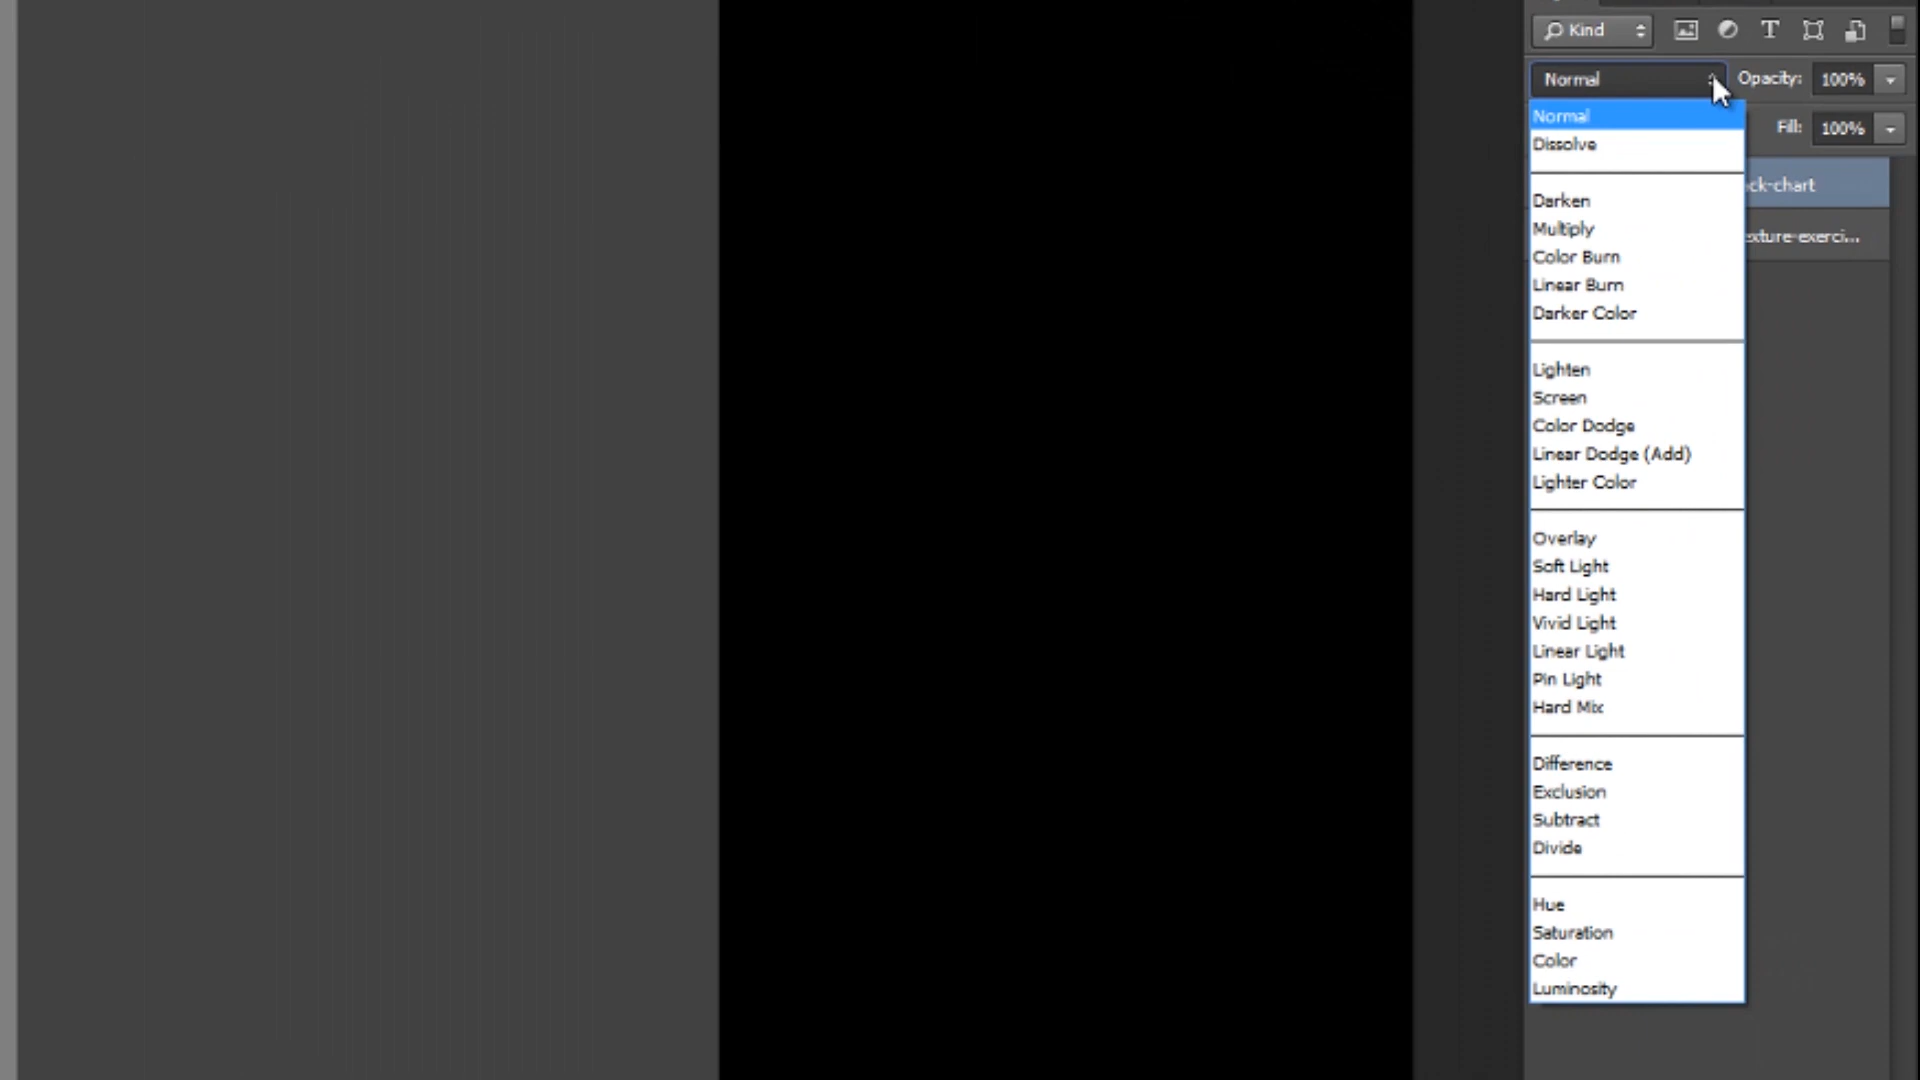 Kind
T
Normal Opacity: 100%
Normal
Fill: 100%
Dissolve
ck-chart
Darken
exture-exerci...
Multiply
Color Burn
Linear Burn
Darker Color
Lighten
Screen
Color Dodge
Linear Dodge (Add)
Lighter Color
Overlay
Soft Light
Hard Light
Vivid Light
Linear Light
Pin Light
Hard Mix
Difference
Exclusion
Subtract
Divide
Hue
Saturation
Color
Luminosity